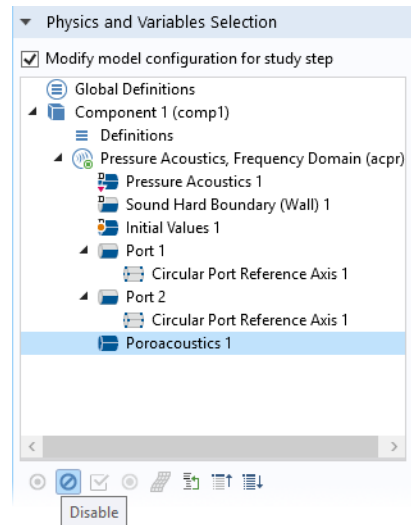 Physics and Variables Selection
Modify model configuration for study step
Global Definitions
Component 1 (comp1)
Definitions
Pressure Acoustics, Frequency Domain (acpr)
Pressure Acoustics 1
Sound Hard Boundary (Wall) 1
Initial Values 1
Port 1
Circular Port Reference Axis 1
Port 2
Circular Port Reference Axis 1
Poroacoustics 1
Disable